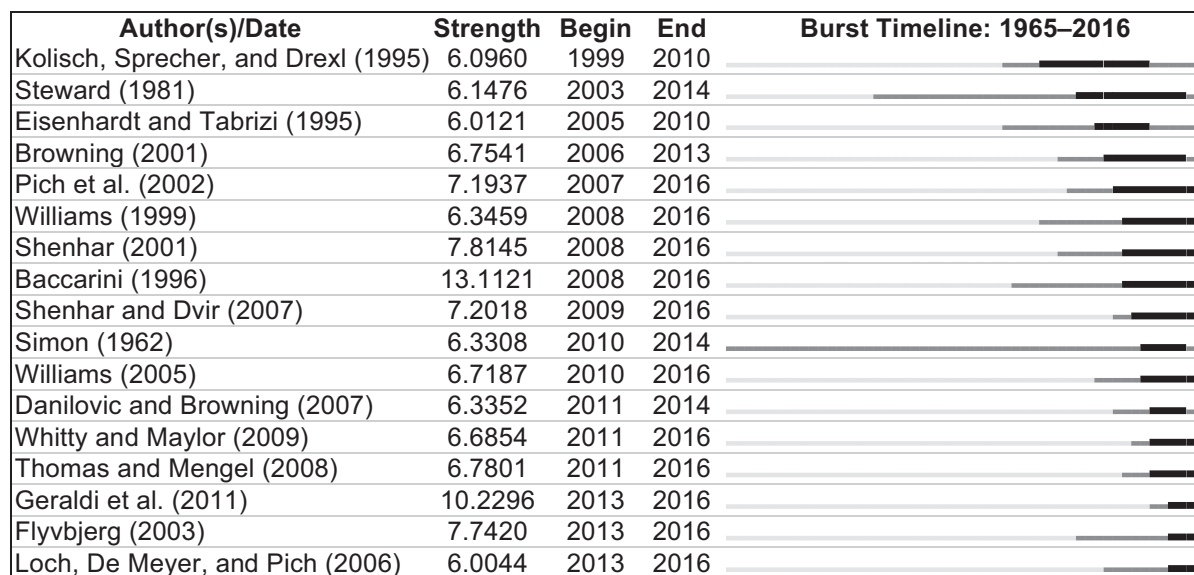 Author(s)/Date Strength Begin End Burst Timeline: 1965–2016
Kolisch, Sprecher, and Drexl (1995) 6.0960 1999 2010
Steward (1981) 6.1476 2003 2014
Eisenhardt and Tabrizi (1995) 6.0121 2005 2010
Browning (2001) 6.7541 2006 2013
Pich et al. (2002) 7.1937 2007 2016
Williams (1999) 6.3459 2008 2016
Shenhar (2001) 7.8145 2008 2016
Baccarini (1996) 13.1121 2008 2016
Shenhar and Dvir (2007) 7.2018 2009 2016
Simon (1962) 6.3308 2010 2014
Williams (2005) 6.7187 2010 2016
Danilovic and Browning (2007) 6.3352 2011 2014
Whitty and Maylor (2009) 6.6854 2011 2016
Thomas and Mengel (2008) 6.7801 2011 2016
Geraldi et al. (2011) 10.2296 2013 2016
Flyvbjerg (2003) 7.7420 2013 2016
Loch, De Meyer, and Pich (2006) 6.0044 2013 2016